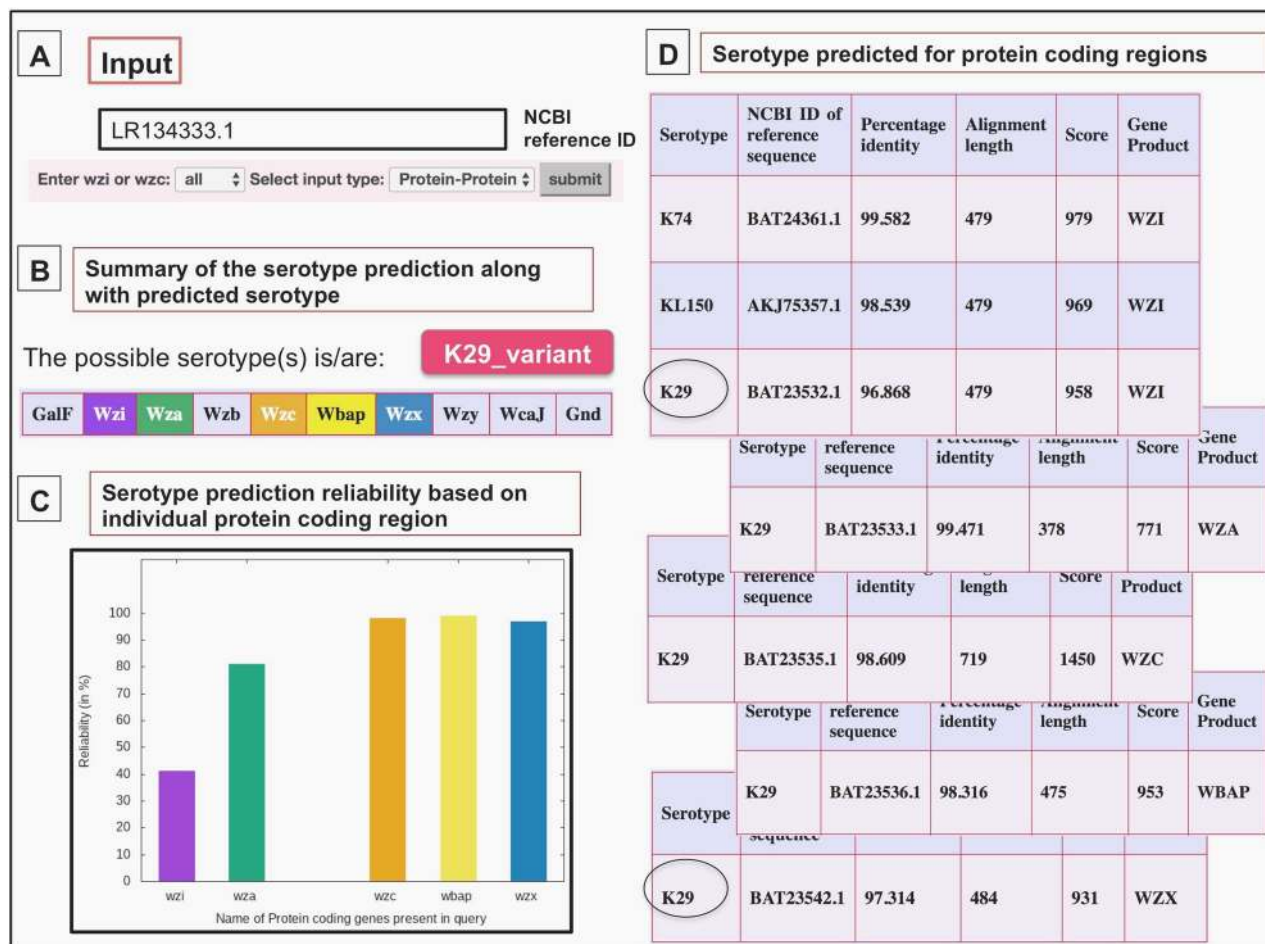 A
Input
LR134333.1
NCBI
reference ID
Enter wzi or wzc: all Select input type: Protein-Protein submit
B
Summary of the serotype prediction along
with predicted serotype
The possible serotype(s) is/are: K29_variant
GalF Wzi Wza Wzb Wzc Wbap Wzx Wzy WcaJ Gnd
C
Serotype prediction reliability based on
individual protein coding region
Reliability (in %)
100
90
80
70
60
50
40
30
20
10
0
wzi wza wzc wbap wzx
Name of Protein coding genes present in query
D
Serotype predicted for protein coding regions
Serotype NCBI ID of reference sequence Percentage identity Alignment length Score Gene Product
K74 BAT24361.1 99.582 479 979 WZI
KL150 AKJ75357.1 98.539 479 969 WZI
K29 BAT23532.1 96.868 479 958 WZI
Serotype reference sequence Percentage identity Alignment length Score Gene Product
K29 BAT23533.1 99.471 378 771 WZA
Serotype reference sequence identity length Score Product
K29 BAT23535.1 98.609 719 1450 WZC
Serotype reference sequence Percentage identity Alignment length Score Gene Product
K29 BAT23536.1 98.316 475 953 WBAP
Serotype sequence
K29 BAT23542.1 97.314 484 931 WZX